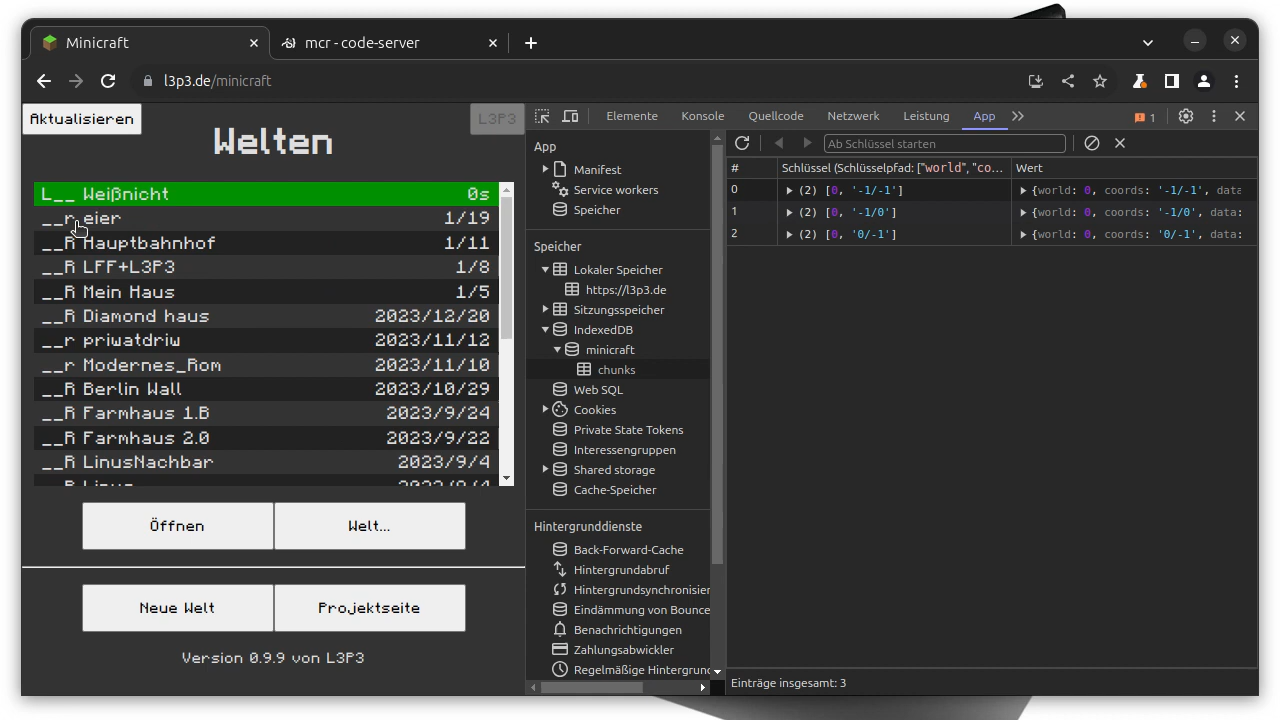 Minicraft
mcr - code-server
l3p3.de/minicraft
Aktualisieren
L3P3
Welten
L__ Weißnicht 0s
__r eier 1/19
__R Hauptbahnhof 1/11
__R LFF+L3P3 1/8
__R Mein Haus 1/5
__R Diamond haus 2023/12/20
__r priwatdriw 2023/11/12
__r Modernes_Rom 2023/11/10
__R Berlin Wall 2023/10/29
__R Farmhaus 1.B 2023/9/24
__R Farmhaus 2.0 2023/9/22
__R LinusNachbar 2023/9/4
__R Linus 2023/9/4
Öffnen
Welt...
Neue Welt
Projektseite
Version 0.9.9 von L3P3
Elemente
Konsole
Quellcode
Netzwerk
Leistung
App
1
App
Manifest
Service workers
Speicher
Speicher
Lokaler Speicher
https://l3p3.de
Sitzungsspeicher
IndexedDB
minicraft
chunks
Web SQL
Cookies
Private State Tokens
Interessengruppen
Shared storage
Cache-Speicher
Hintergrunddienste
Back-Forward-Cache
Hintergrundabruf
Hintergrundsynchronisier
Eindämmung von Bounce
Benachrichtigungen
Zahlungsabwickler
Regelmäßige Hintergrund
Ab Schlüssel starten
# Schlüssel (Schlüsselpfad: ["world", "co… Wert
0 (2) [0, '-1/-1'] {world: 0, coords: '-1/-1', data
1 (2) [0, '-1/0'] {world: 0, coords: '-1/0', data:
2 (2) [0, '0/-1'] {world: 0, coords: '0/-1', data:
Einträge insgesamt: 3